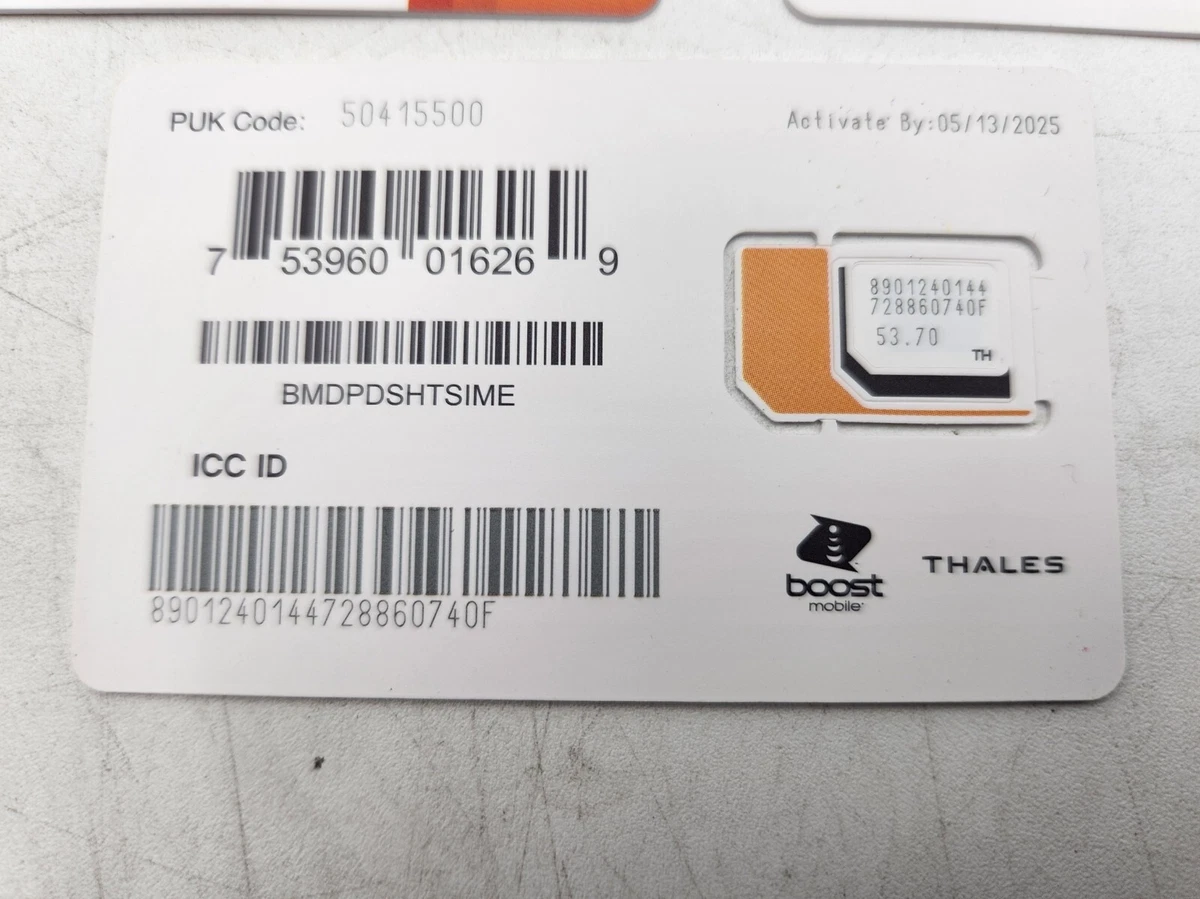 PUK Code: 50415500
Activate By:05/13/2025
7 53960 01626 9
BMDPDSHTSIME
ICC ID
8901240144728860740F
8901240144
728860740F
53.70
TH
boost
mobile
THALES